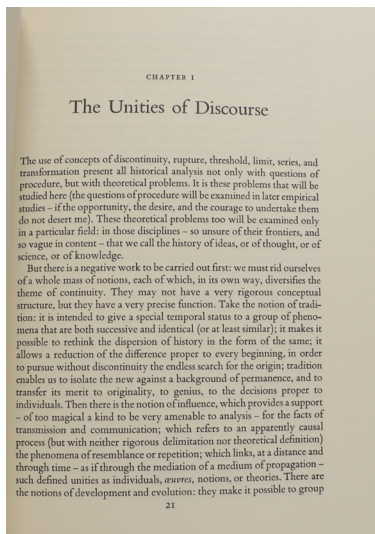 CHAPTER I
The Unities of Discourse
The use of concepts of discontinuity, rupture, threshold, limit, series, and
transformation present all historical analysis not only with questions of
procedure, but with theoretical problems. It is these problems that will be
studied here (the questions of procedure will be examined in later empirical
studies – if the opportunity, the desire, and the courage to undertake them
do not desert me). These theoretical problems too will be examined only
in a particular field: in those disciplines – so unsure of their frontiers, and
so vague in content – that we call the history of ideas, or of thought, or of
science, or of knowledge.
But there is a negative work to be carried out first: we must rid ourselves
of a whole mass of notions, each of which, in its own way, diversifies the
theme of continuity. They may not have a very rigorous conceptual
structure, but they have a very precise function. Take the notion of tradi-
tion: it is intended to give a special temporal status to a group of pheno-
mena that are both successive and identical (or at least similar); it makes it
possible to rethink the dispersion of history in the form of the same; it
allows a reduction of the difference proper to every beginning, in order
to pursue without discontinuity the endless search for the origin; tradition
enables us to isolate the new against a background of permanence, and to
transfer its merit to originality, to genius, to the decisions proper to
individuals. Then there is the notion of influence, which provides a support
– of too magical a kind to be very amenable to analysis – for the facts of
transmission and communication; which refers to an apparently causal
process (but with neither rigorous delimitation nor theoretical definition)
the phenomena of resemblance or repetition; which links, at a distance and
through time – as if through the mediation of a medium of propagation –
such defined unities as individuals, œuvres, notions, or theories. There are
the notions of development and evolution: they make it possible to group
21